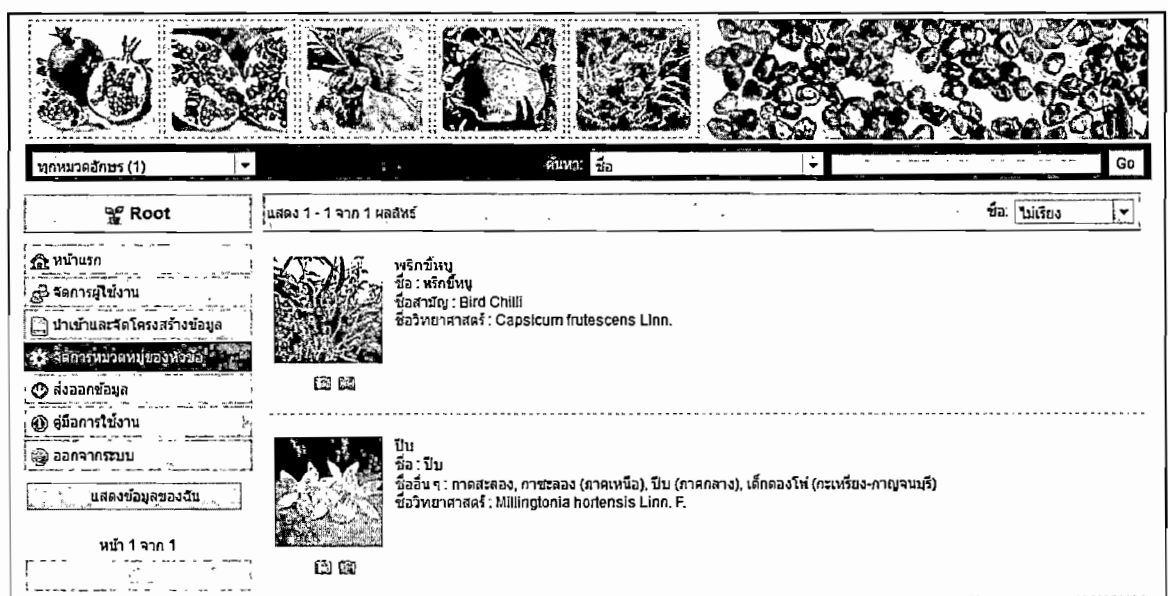 ทุกหมวดอักษร (1)
ค้นหา: ชื่อ
Go
Root
แสดง 1 - 1 จาก 1 ผลลัพธ์
ชื่อ: ไม่เรียง
หน้าแรก
จัดการผู้ใช้งาน
นำเข้าและจัดโครงสร้างข้อมูล
จัดการหมวดหมู่ของหัวข้อ
ส่งออกข้อมูล
คู่มือการใช้งาน
ออกจากระบบ
แสดงข้อมูลของฉัน
หน้า 1 จาก 1
พริกขี้หนู
ชื่อ : พริกขี้หนู
ชื่อสามัญ : Bird Chilli
ชื่อวิทยาศาสตร์ : Capsicum frutescens Linn.
ปีบ
ชื่อ : ปีบ
ชื่ออื่น ๆ : กาดสะลอง, กาซะลอง (ภาคเหนือ), ปีบ (ภาคกลาง), เต็กตองโพ่ (กะเหรี่ยง-กาญจนบุรี)
ชื่อวิทยาศาสตร์ : Millingtonia hortensis Linn. F.